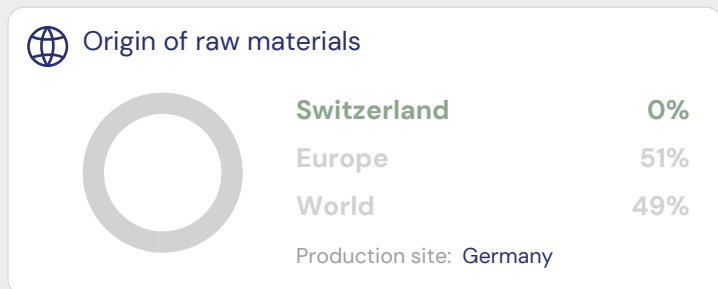 Origin of raw materials
Switzerland 0%
Europe 51%
World 49%
Production site: Germany